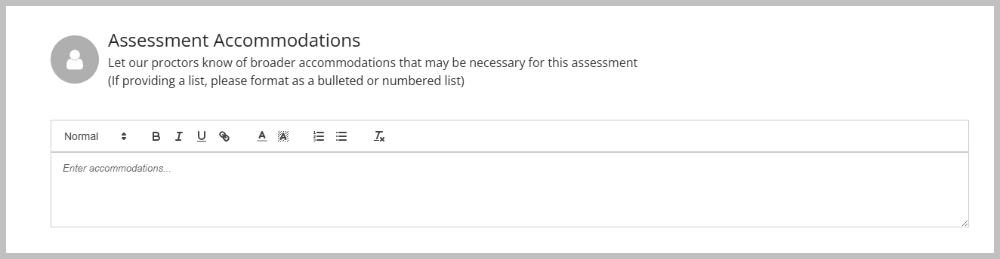 Assessment Accommodations
Let our proctors know of broader accommodations that may be necessary for this assessment
(If providing a list, please format as a bulleted or numbered list)
Normal
Enter accommodations...